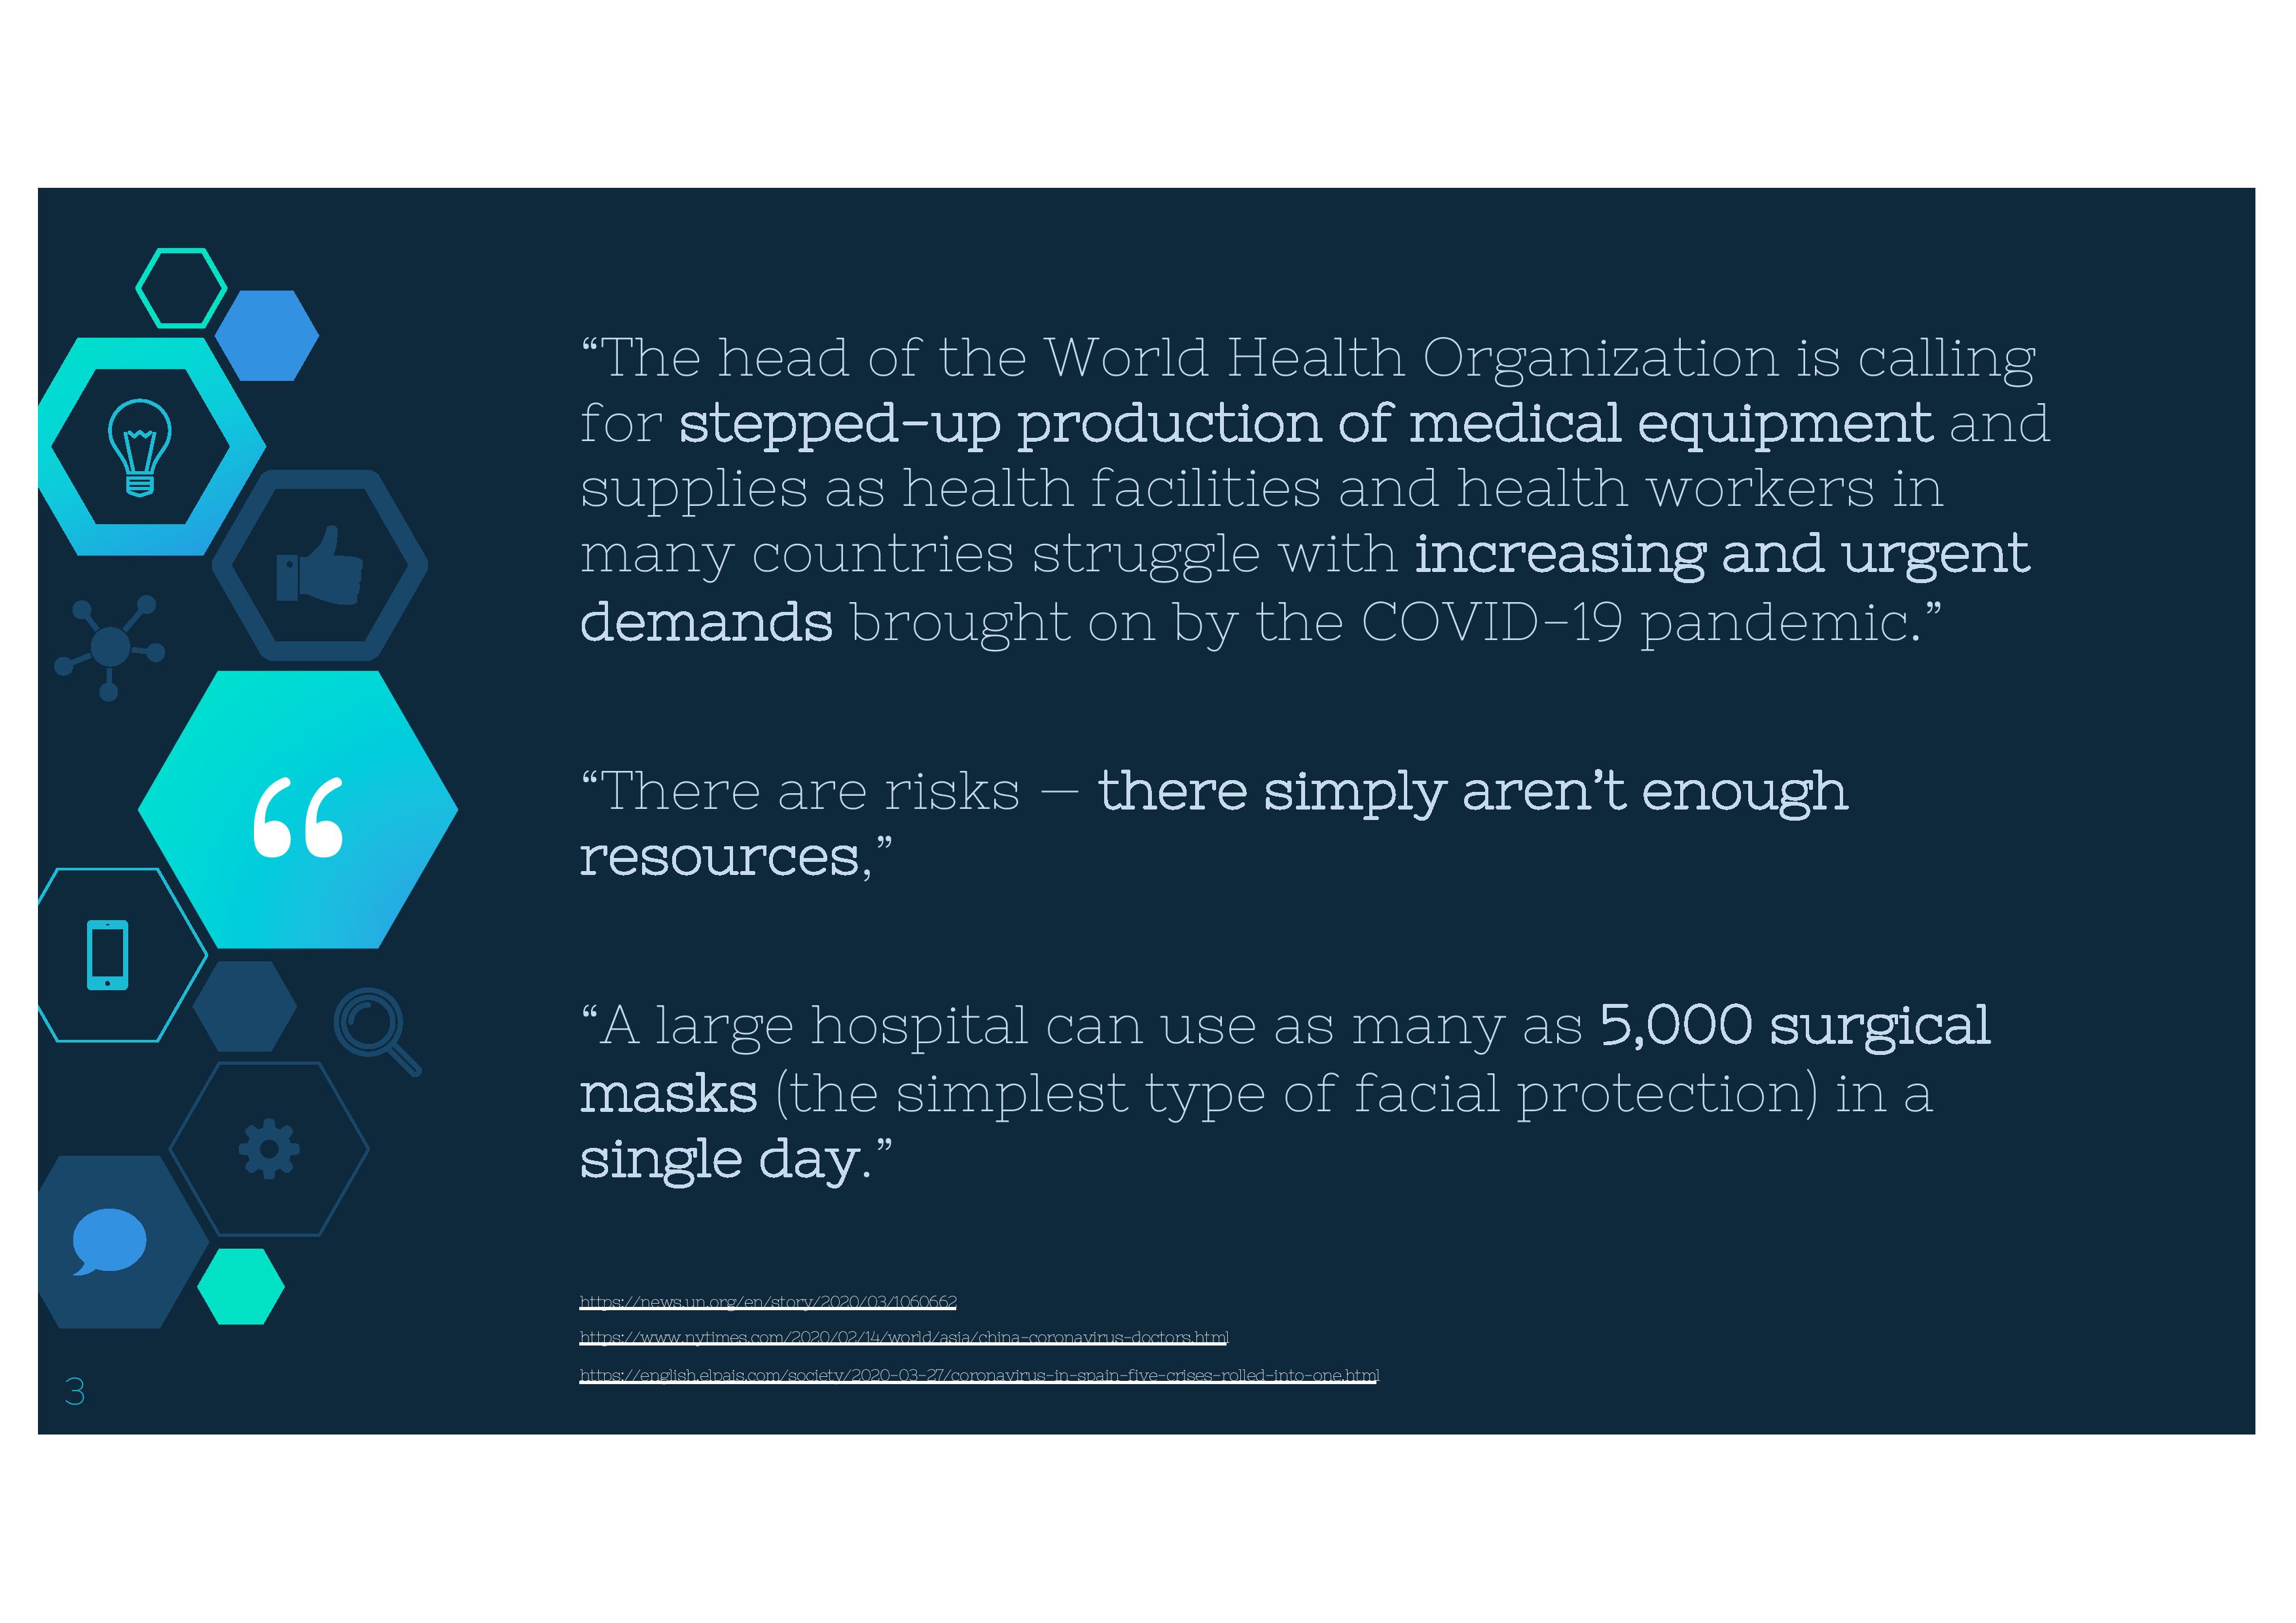 “The head of the World Health Organization is calling
for stepped-up production of medical equipment and
supplies as health facilities and health workers in
many countries struggle with increasing and urgent
demands brought on by the COVID-19 pandemic.”
“There are risks — there simply aren’t enough
resources,”
“A large hospital can use as many as 5,000 surgical
masks (the simplest type of facial protection) in a
single day.”
https://news.un.org/en/story/2020/03/1060662
https://www.nytimes.com/2020/02/14/world/asia/china-coronavirus-doctors.html
https://english.elpais.com/society/2020-03-27/coronavirus-in-spain-five-crises-rolled-into-one.html
3